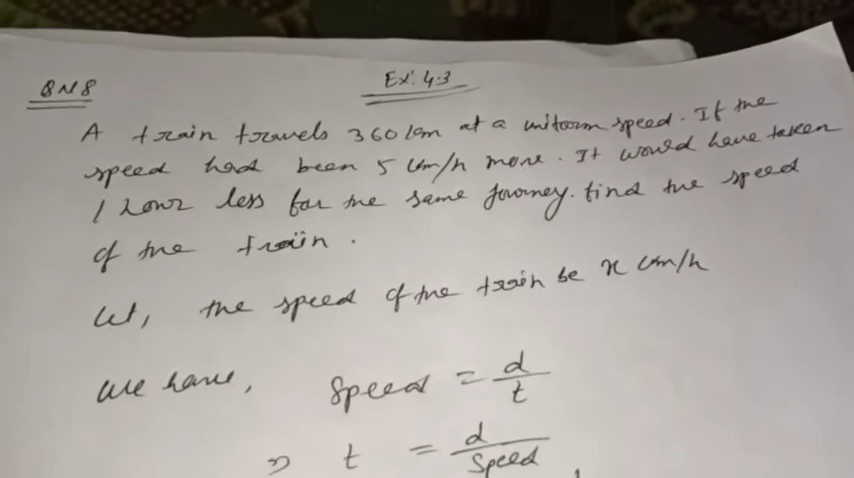 QN8
Ex: 4.3
A train travels 360 km at a uniform speed. If the
speed had been 5 km/h more. It would have taken
1 hour less for the same journey. find the speed
of the train.
Let, the speed of the train be x km/h
We have, Speed = d/t
⇒ t = d/Speed